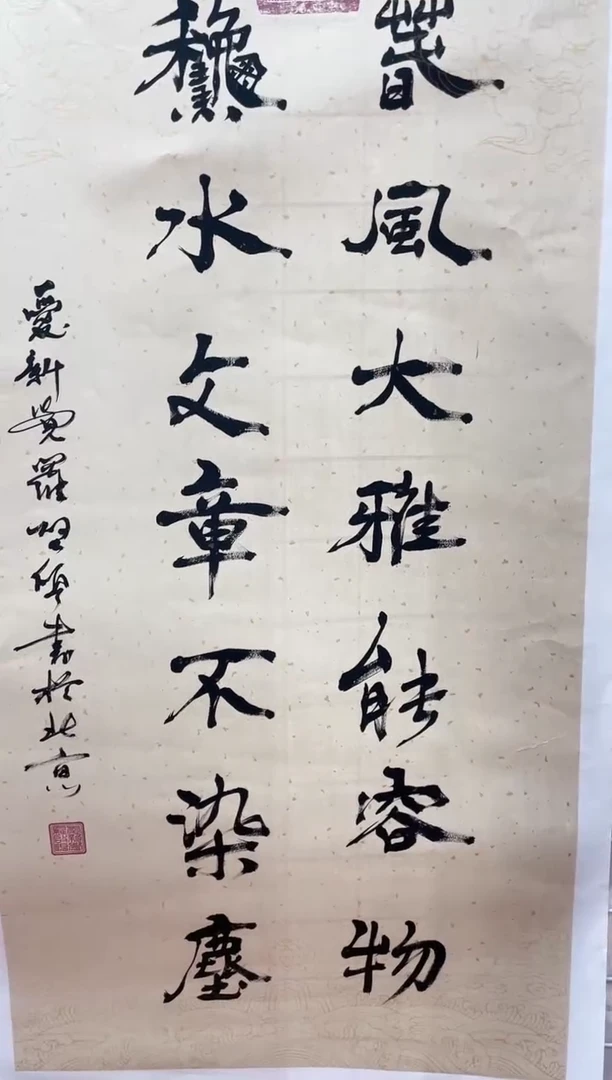 萅風大雅能容物
龝水文章不染塵
愛新覺羅書於北京